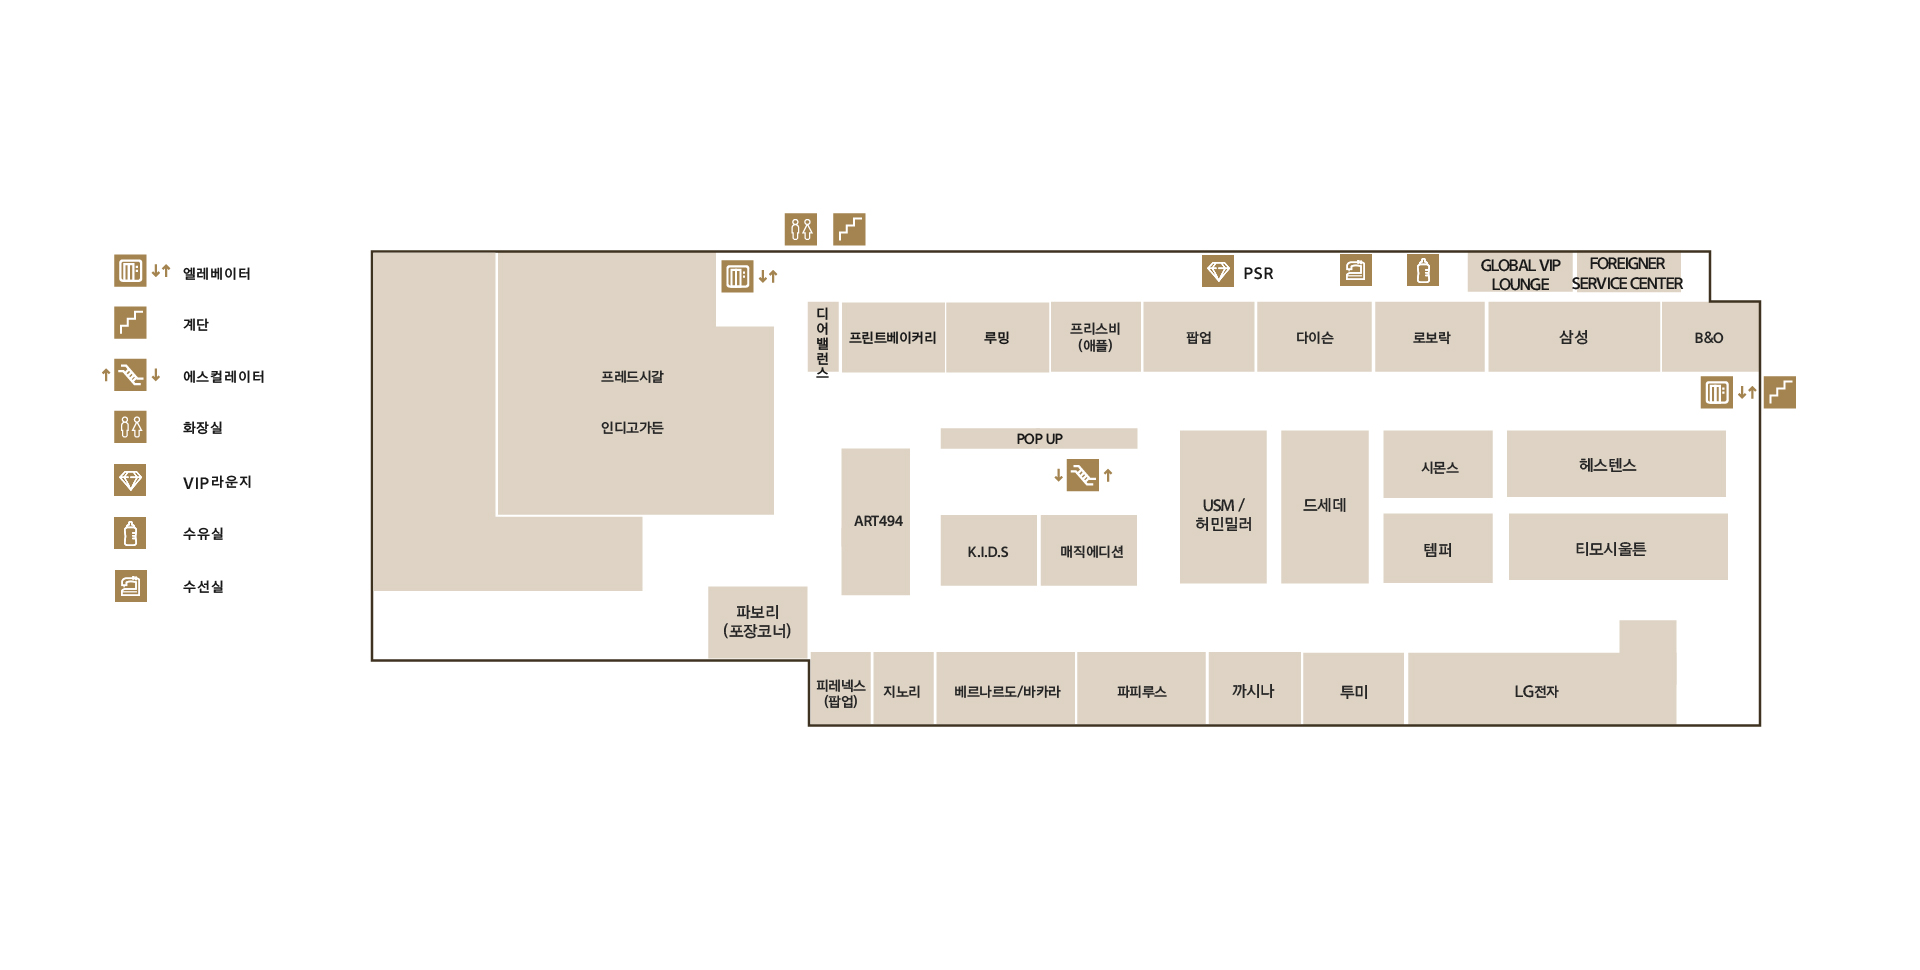 엘레베이터
계단
에스컬레이터
화장실
VIP라운지
수유실
수선실
PSR
GLOBAL VIP
LOUNGE
FOREIGNER
SERVICE CENTER
디
어
밸
런
스
프린트베이커리
루밍
프리스비
(애플)
팝업
다이슨
로보락
삼성
B&O
프레드시갈
인디고가든
POP UP
ART494
K.I.D.S
매직에디션
USM /
허민밀러
드세데
시몬스
헤스텐스
템퍼
티모시울튼
파보리
(포장코너)
피레넥스
(팝업)
지노리
베르나르도/바카라
파피루스
까시나
투미
LG전자